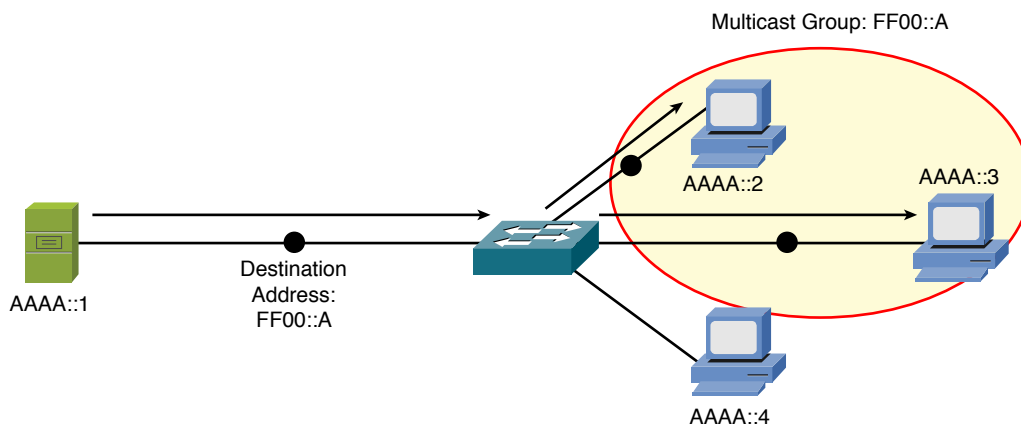 Multicast Group: FF00::A
AAAA::2
AAAA::3
AAAA::1
Destination
Address:
FF00::A
AAAA::4